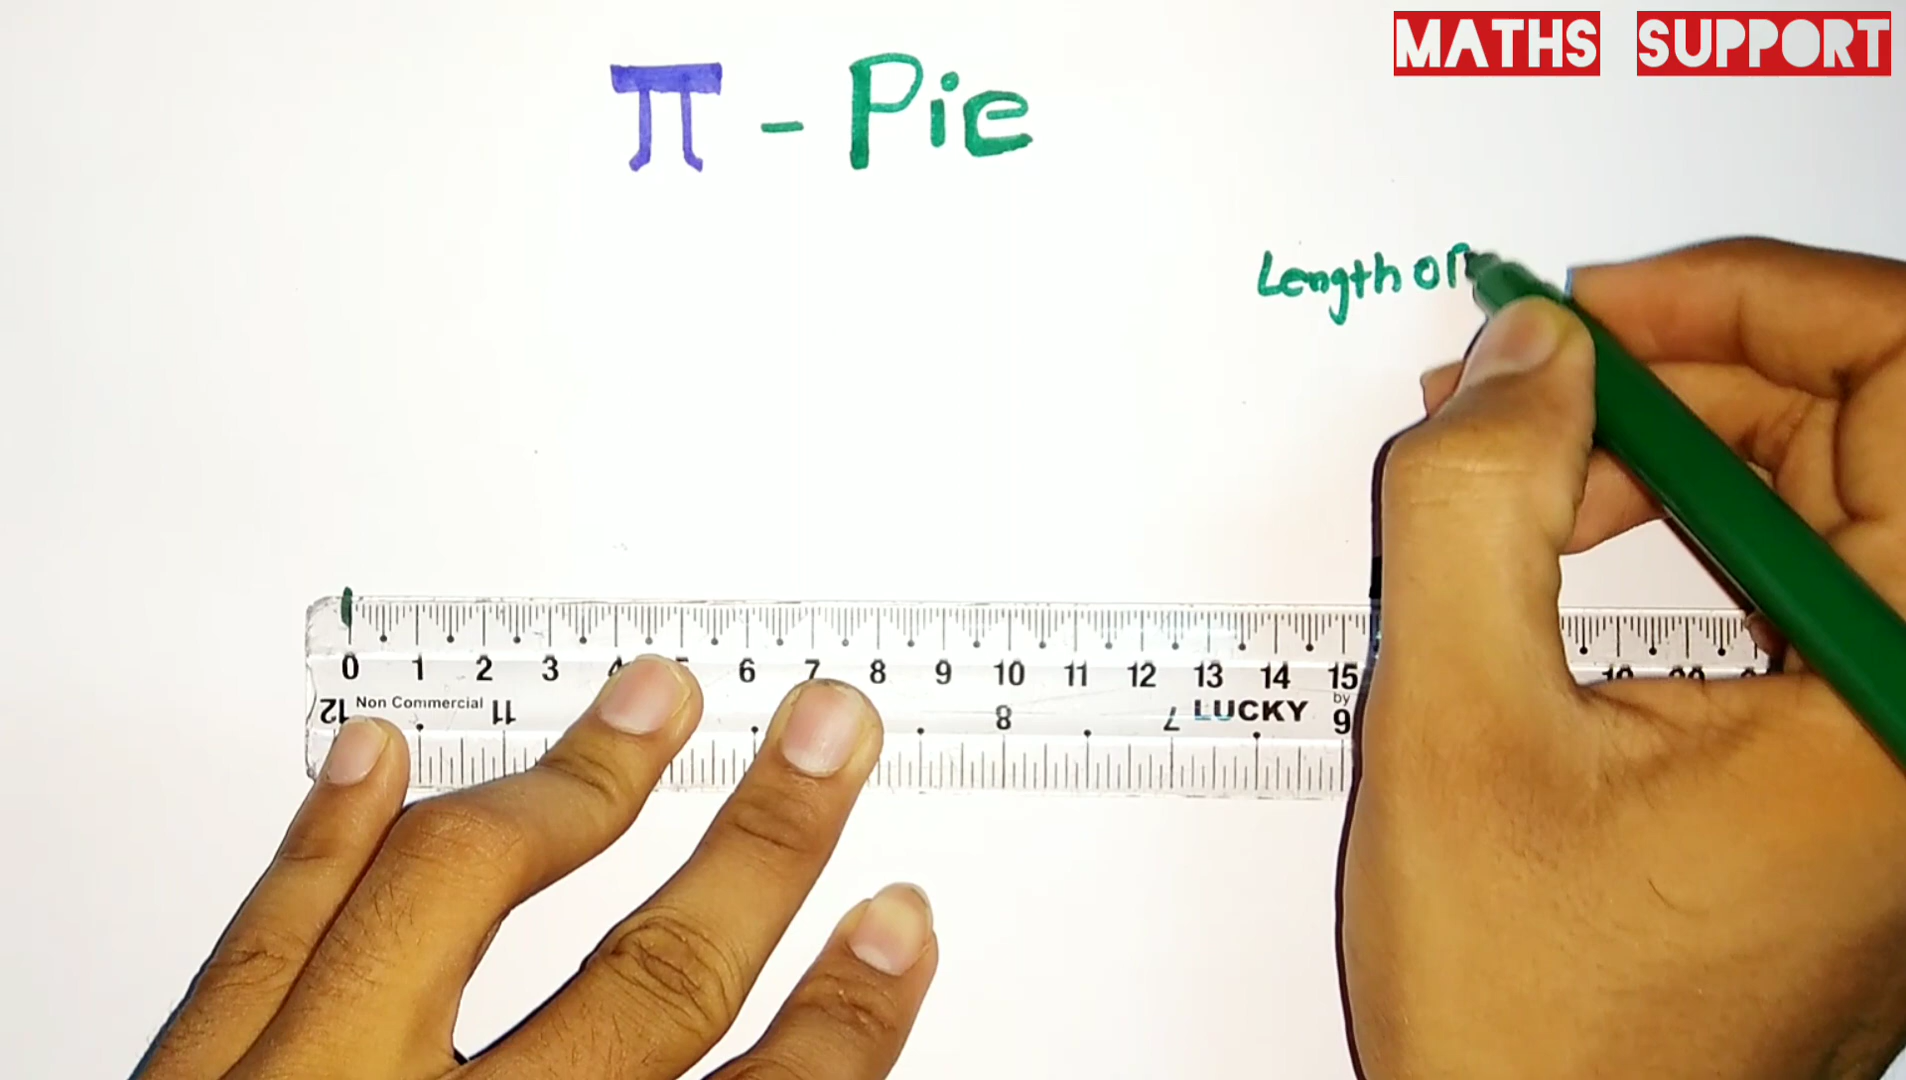 MATHS SUPPORT
π - Pie
Length of
0 1 2 3 6 7 8 9 10 11 12 13 14 15
12 Non Commercial 11 8 7 LUCKY by 9